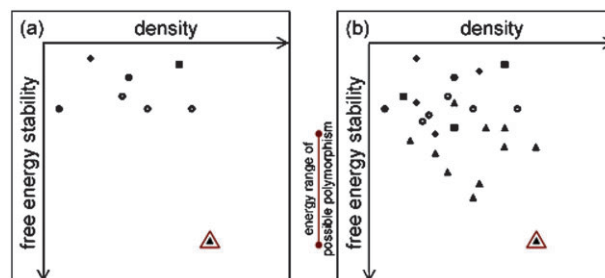 (a)
density
free energy stability
energy range of
possible polymorphism
(b)
density
free energy stability